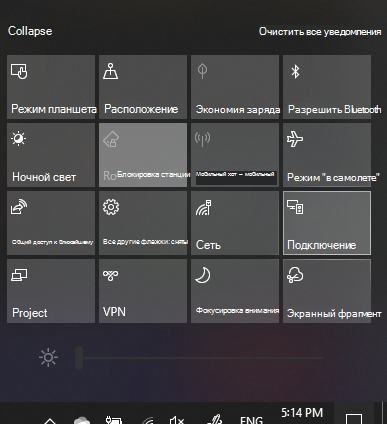 Collapse
Очистить все уведомления
Режим планшета
Расположение
Экономия заряда
Разрешить Bluetooth
Ночной свет
Ro Блокировка станции
Мобильный хот — мобильный
Режим "в самолете"
Общий доступ к ближайшему
Все другие флажки: сняты
Сеть
Подключение
Project
VPN
Фокусировка внимания
Экранный фрагмент
ENG
5:14 PM